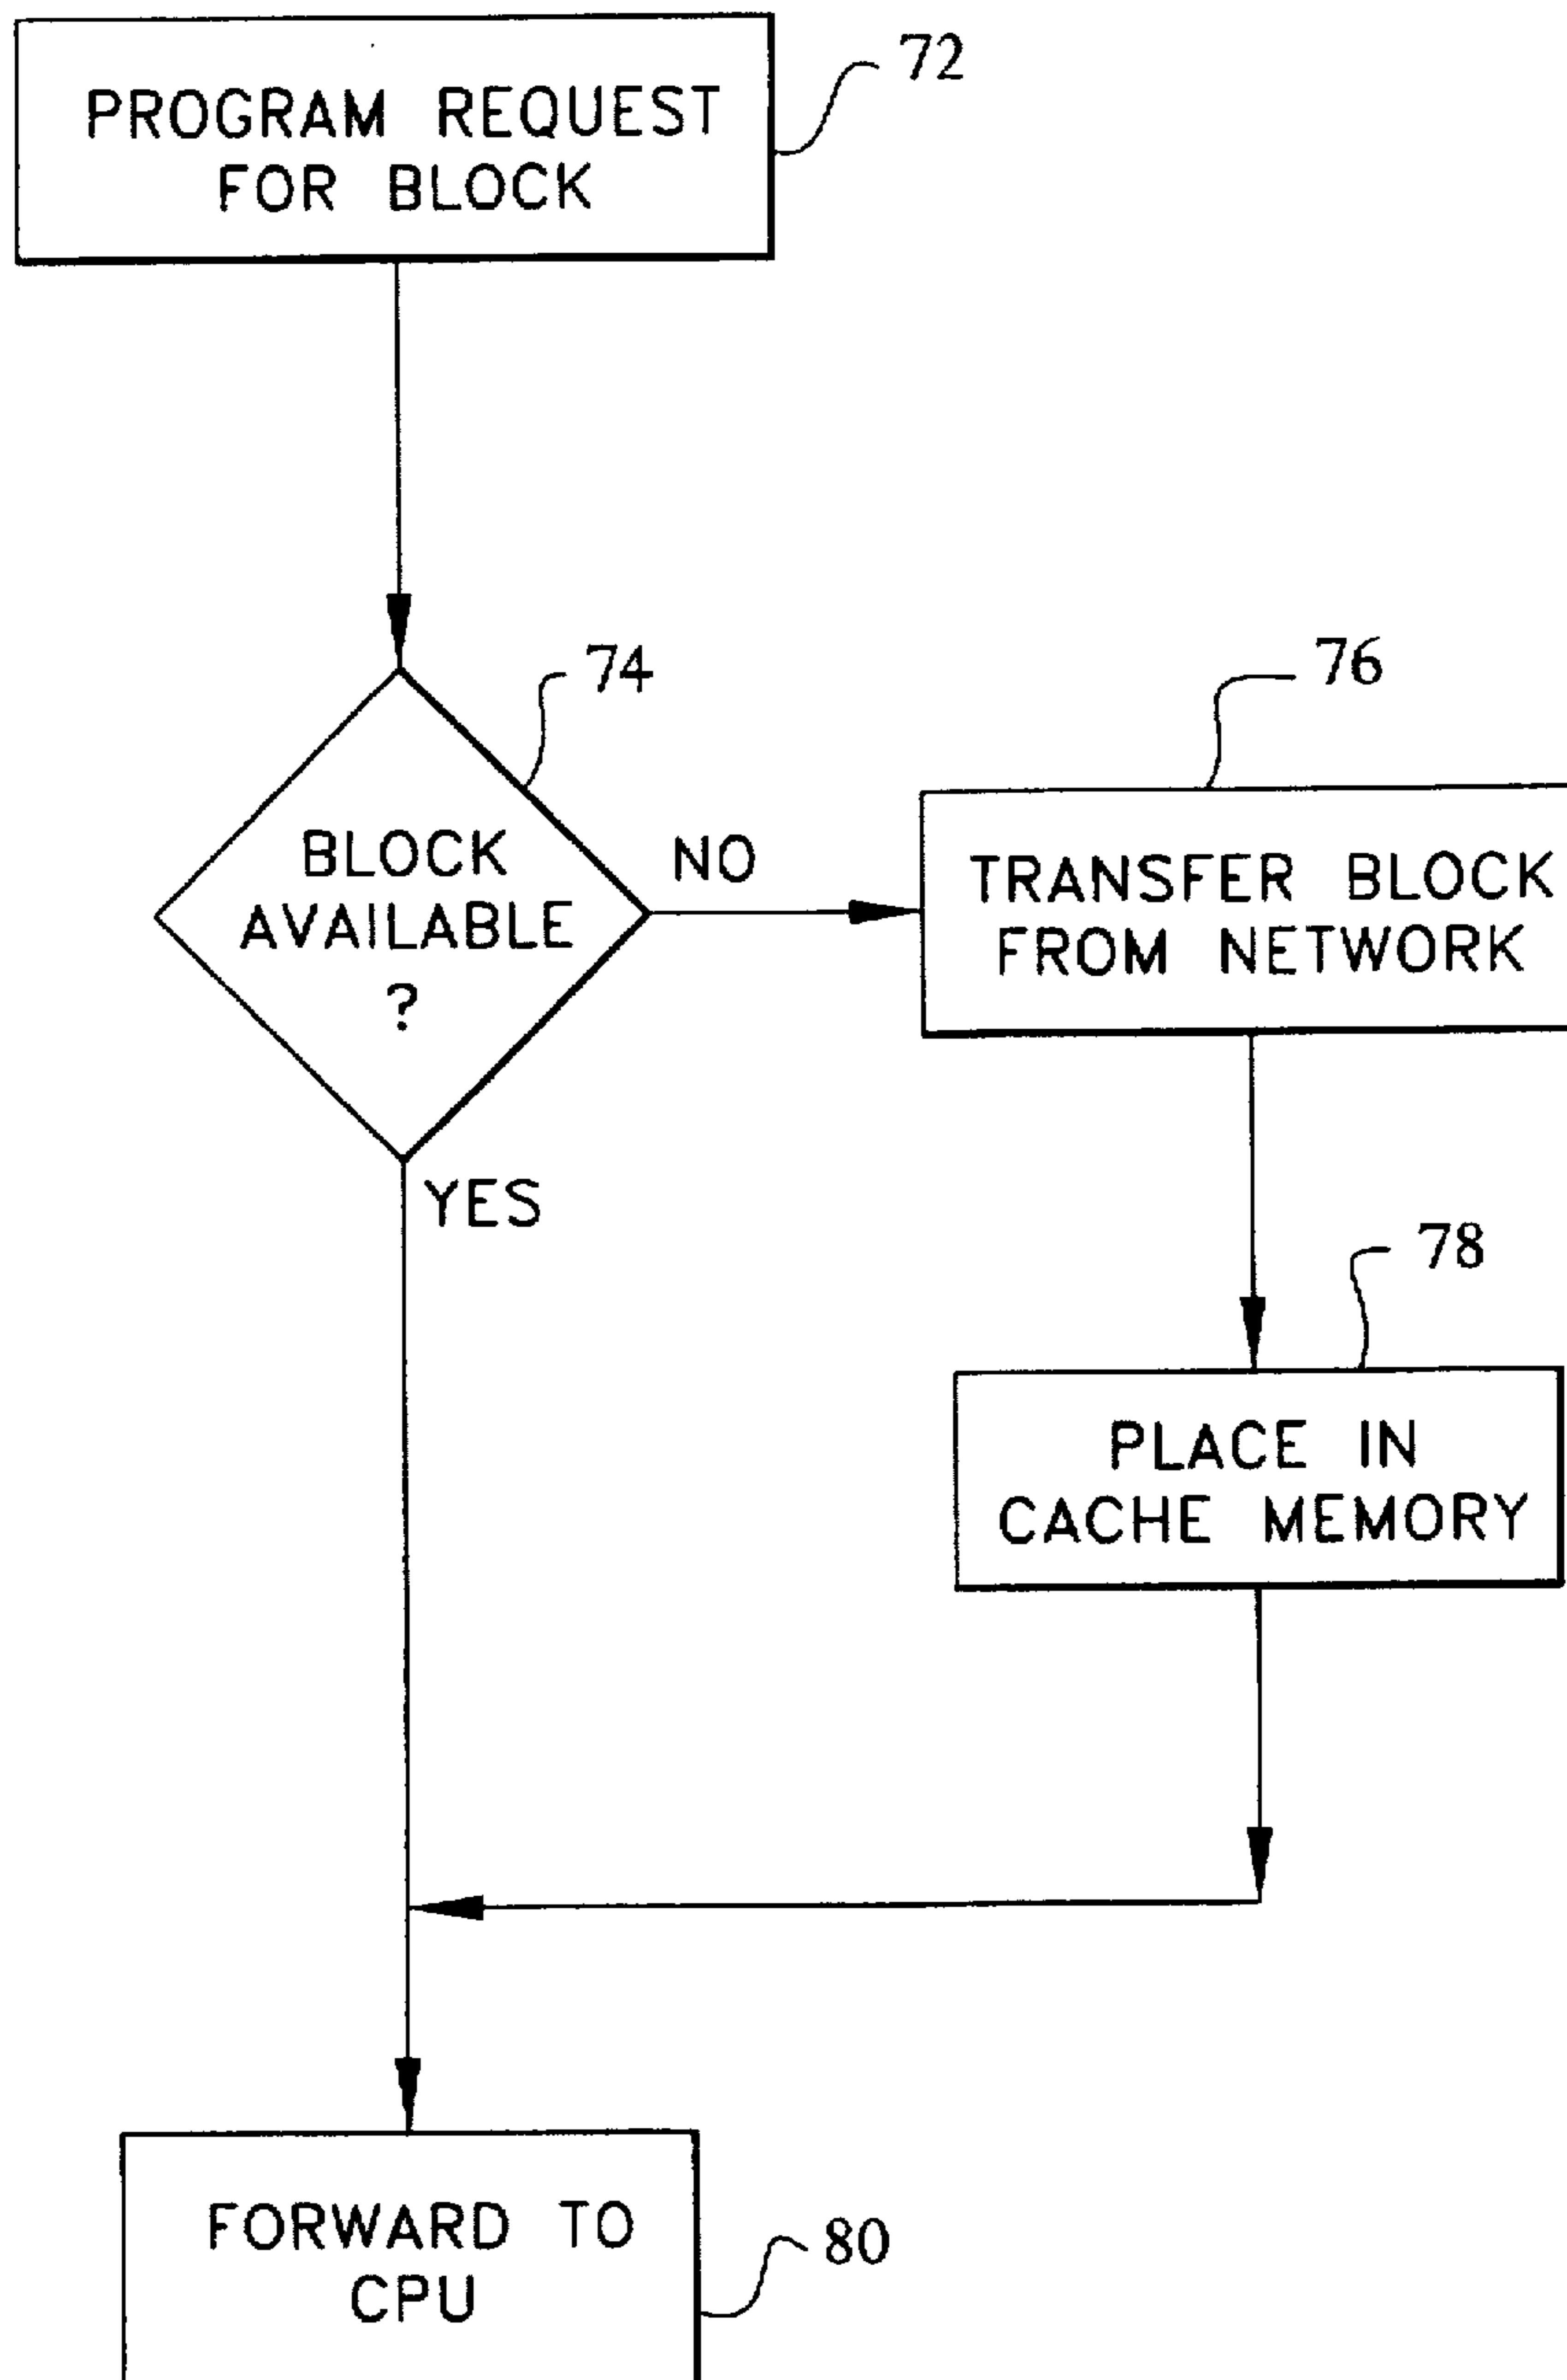 PROGRAM REQUEST
FOR BLOCK
72
74
BLOCK
AVAILABLE
?
NO
YES
76
TRANSFER BLOCK
FROM NETWORK
78
PLACE IN
CACHE MEMORY
FORWARD TO
CPU
80